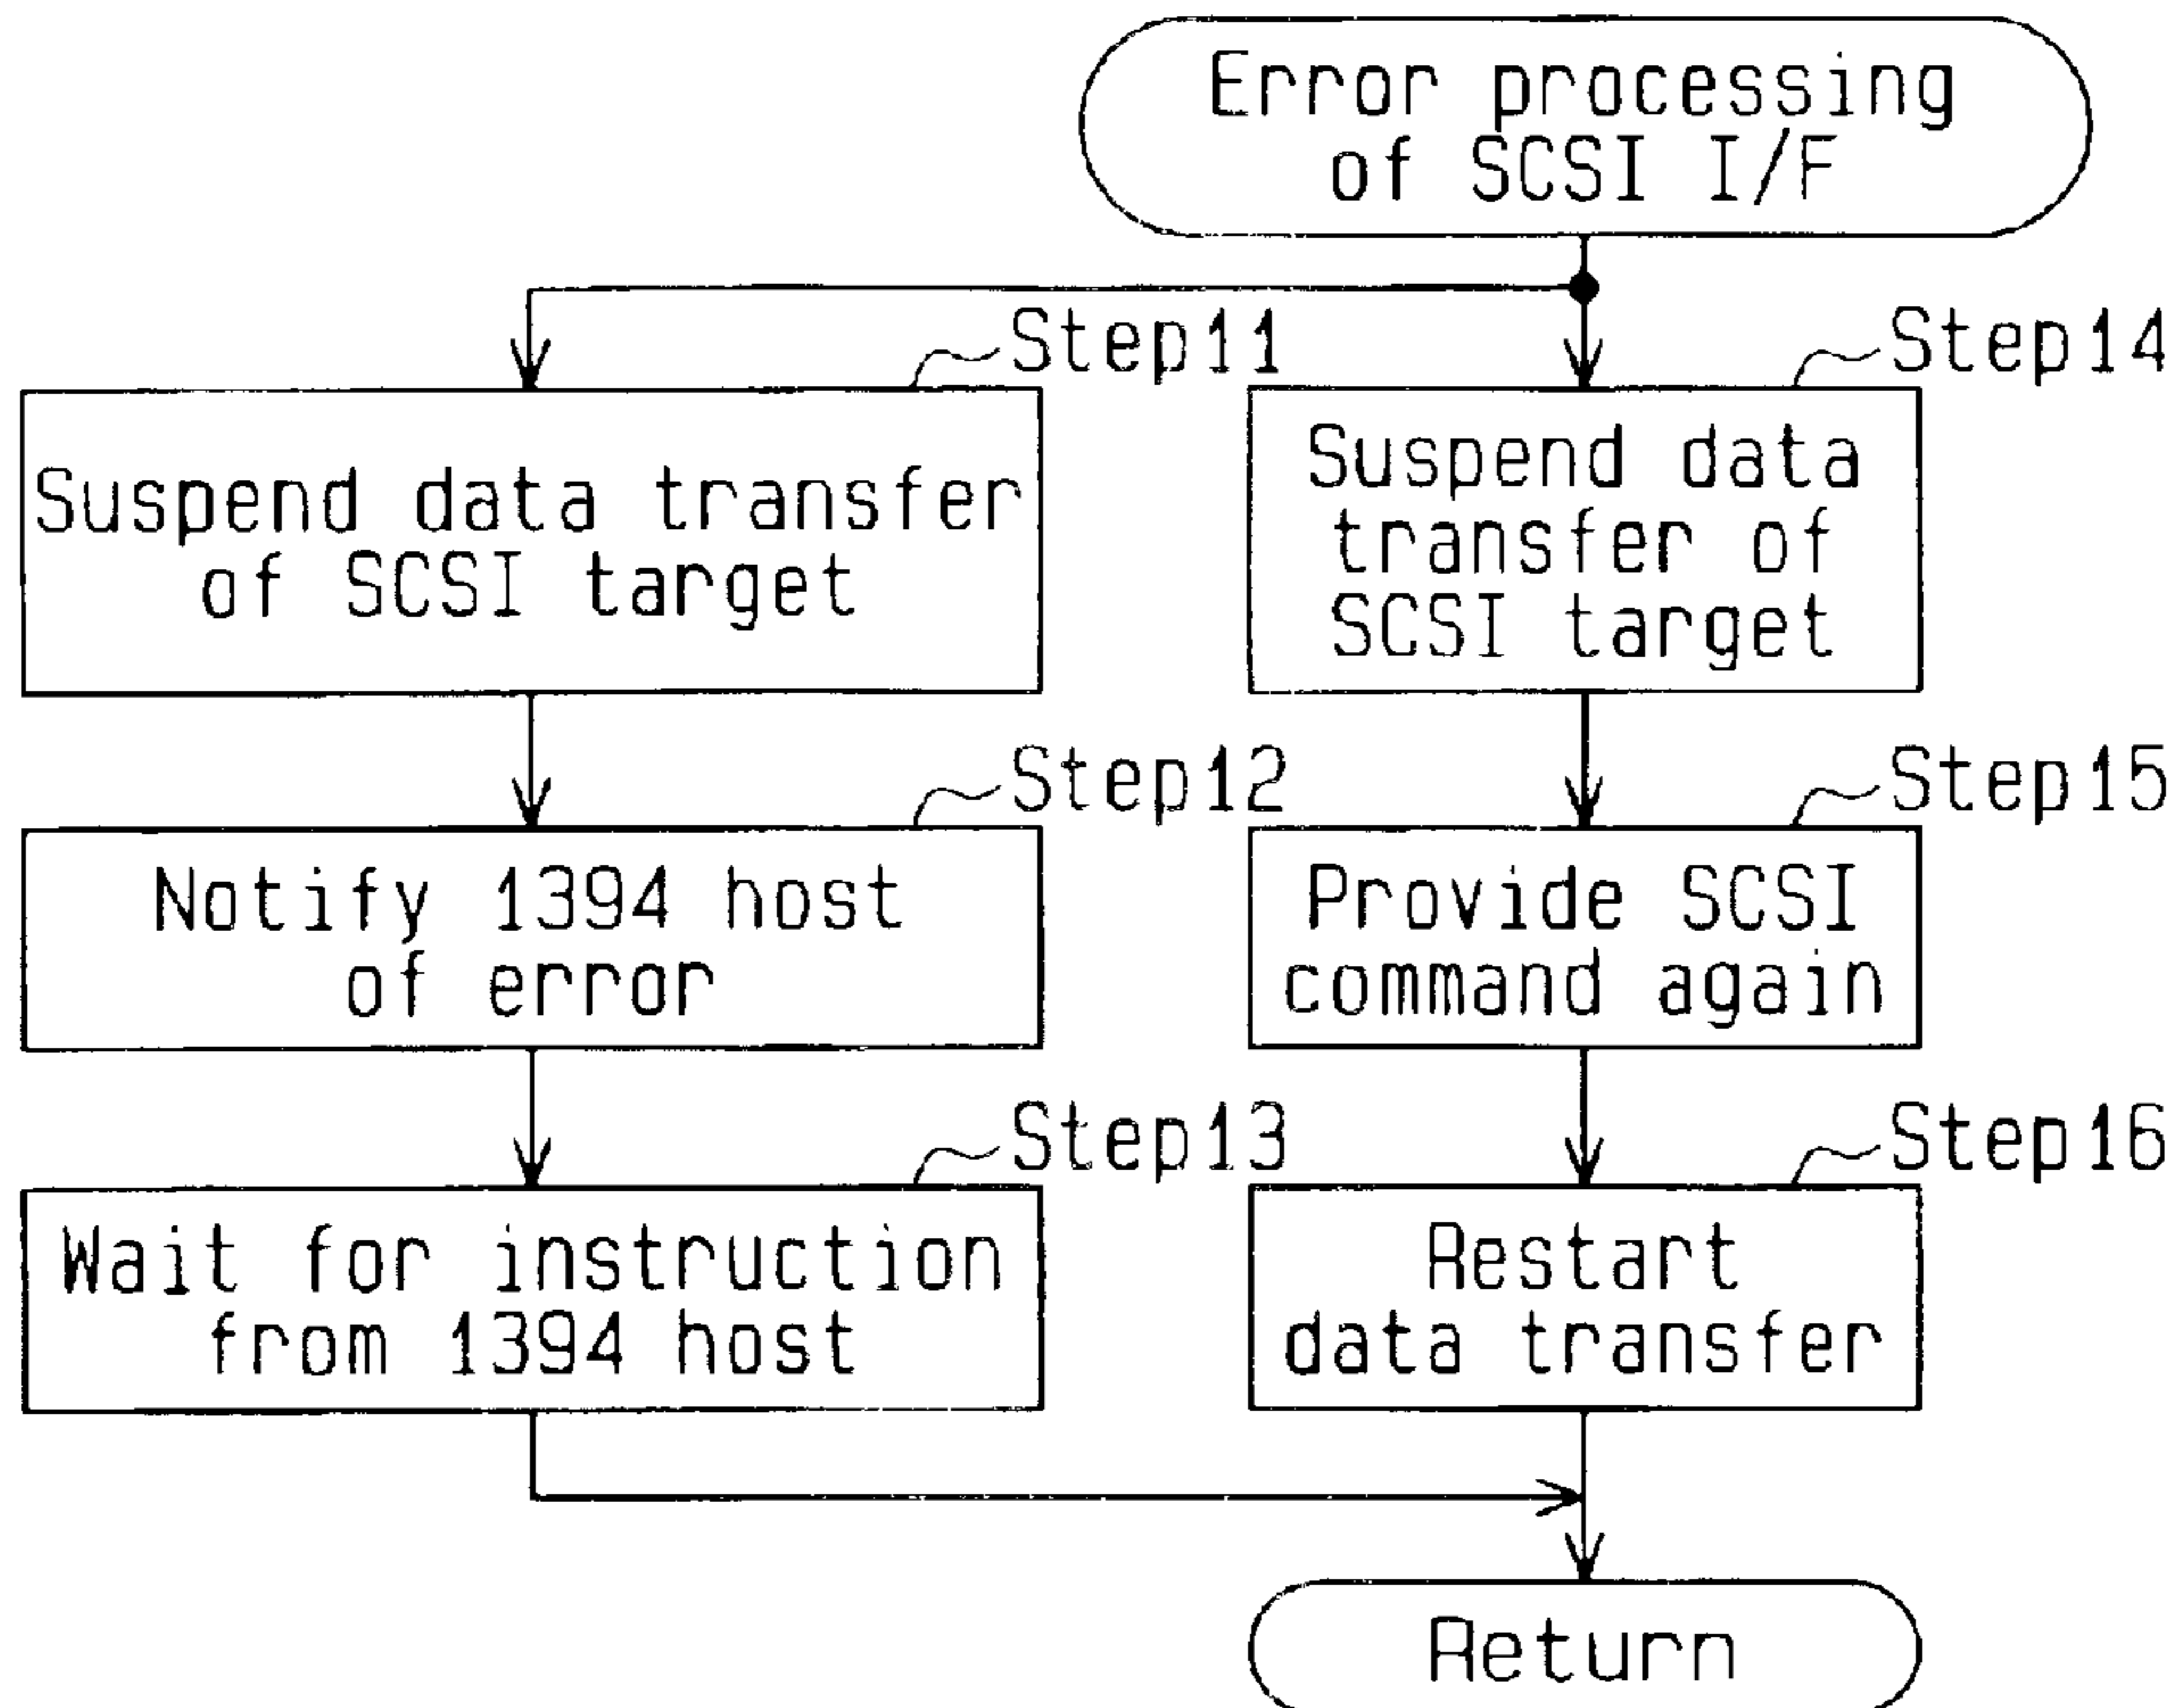 Error processing
of SCSI I/F
Step11
Suspend data transfer
of SCSI target
Step12
Notify 1394 host
of error
Step13
Wait for instruction
from 1394 host
Step14
Suspend data
transfer of
SCSI target
Step15
Provide SCSI
command again
Step16
Restart
data transfer
Return